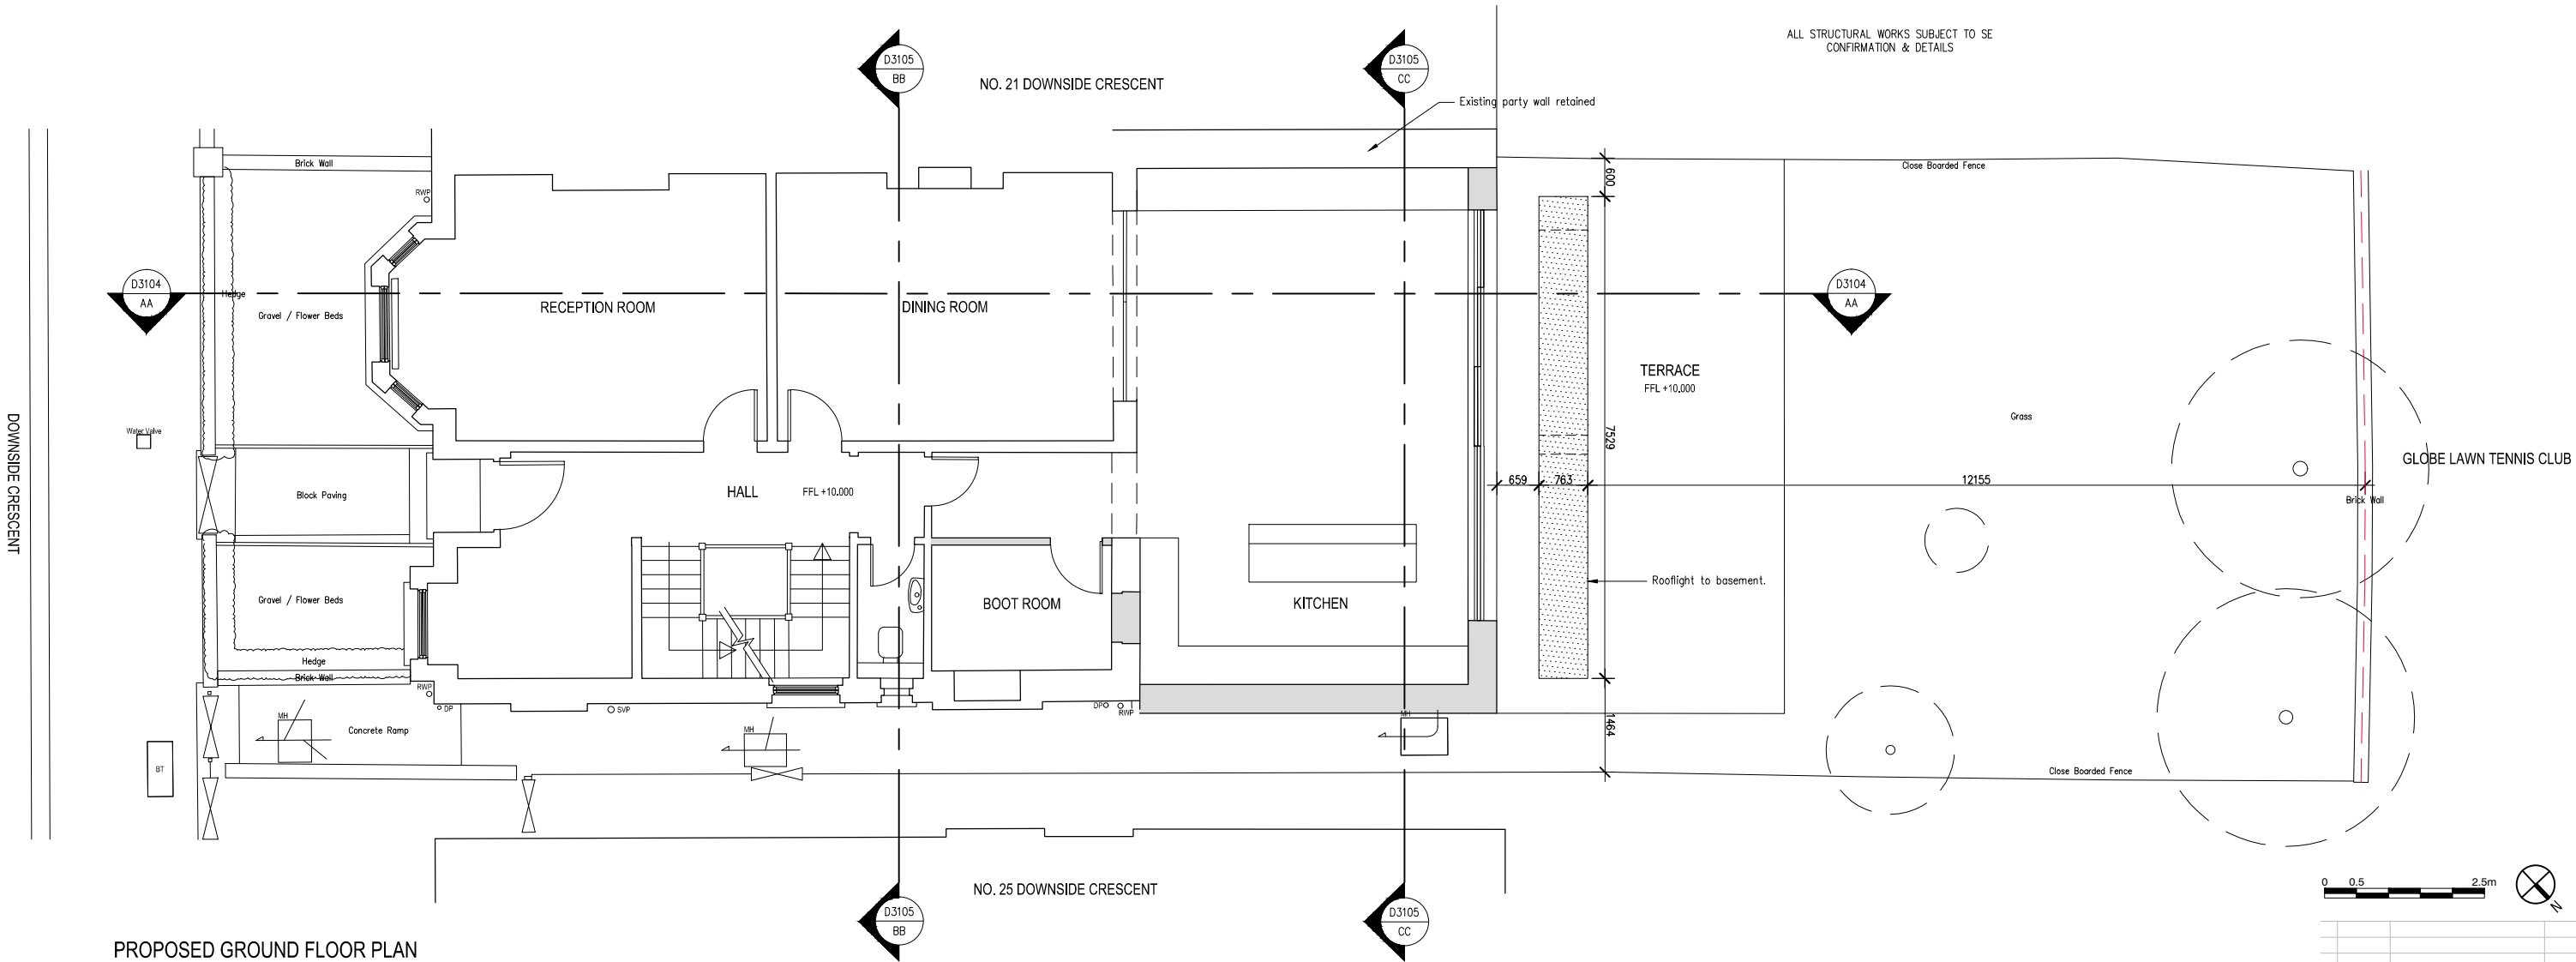 ALL STRUCTURAL WORKS SUBJECT TO SE
CONFIRMATION & DETAILS
D3105
BB
NO. 21 DOWNSIDE CRESCENT
D3105
CC
Existing party wall retained
Brick Wall
RWP
Close Boarded Fence
600
D3104
AA
Hedge
Gravel / Flower Beds
RECEPTION ROOM
DINING ROOM
D3104
AA
TERRACE
FFL +10.000
Grass
DOWNSIDE CRESCENT
Water Valve
7529
GLOBE LAWN TENNIS CLUB
Block Paving
HALL
FFL +10.000
659
763
12155
Brick Wall
Gravel / Flower Beds
BOOT ROOM
KITCHEN
Rooflight to basement.
Hedge
Brick Wall
RWP
DP
SVP
DP
RWP
MH
1464
MH
Concrete Ramp
MH
BT
Close Boarded Fence
NO. 25 DOWNSIDE CRESCENT
D3105
BB
D3105
CC
0 0.5 2.5m
N
PROPOSED GROUND FLOOR PLAN